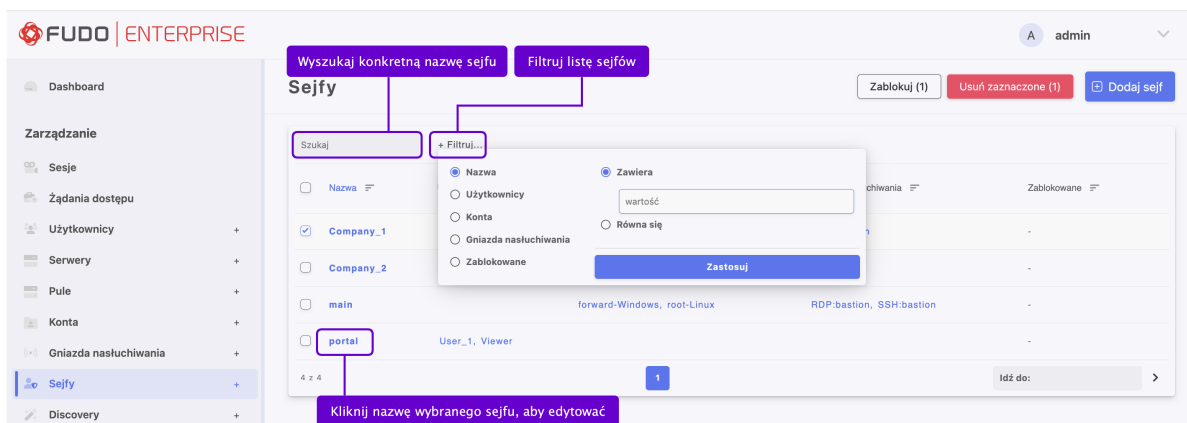 FUDO ENTERPRISE
A admin
Wyszukaj konkretną nazwę sejfu
Filtruj listę sejfów
Dashboard
Sejfy
Zablokuj (1)
Usuń zaznaczone (1)
Dodaj sejf
Zarządzanie
Szukaj
+ Filtruj...
Sesje
Żądania dostępu
Użytkownicy +
Serwery +
Pule +
Konta +
Gniazda nasłuchiwania +
Sejfy +
Discovery +
Nazwa
Użytkownicy
Konta
Gniazda nasłuchiwania
Zablokowane
Zawiera
wartość
Równa się
Zastosuj
Nazwa
chiwania
Zablokowane
Company_1
-
Company_2
-
main forward-Windows, root-Linux RDP:bastion, SSH:bastion -
portal User_1, Viewer -
4 z 4
1
Idź do:
Kliknij nazwę wybranego sejfu, aby edytować